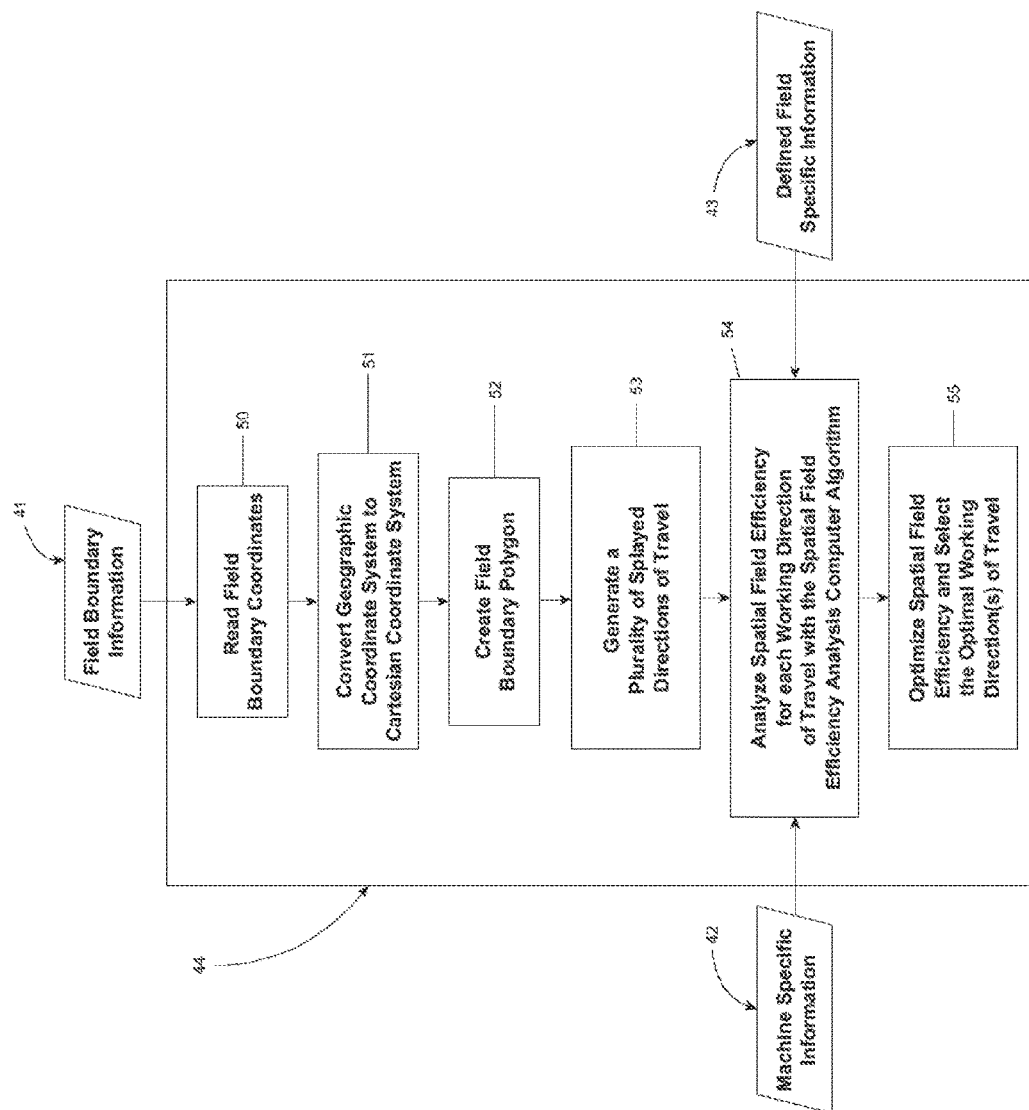 41
Field Boundary
Information
50
Read Field
Boundary Coordinates
51
Convert Geographic
Coordinate System to
Cartesian Coordinate System
52
Create Field
Boundary Polygon
53
Generate a
Plurality of Splayed
Directions of Travel
54
Analyze Spatial Field Efficiency
for each Working Direction
of Travel with the Spatial Field
Efficiency Analysis Computer Algorithm
55
Optimize Spatial Field
Efficiency and Select
the Optimal Working
Direction(s) of Travel
44
42
Machine Specific
Information
43
Defined Field
Specific Information